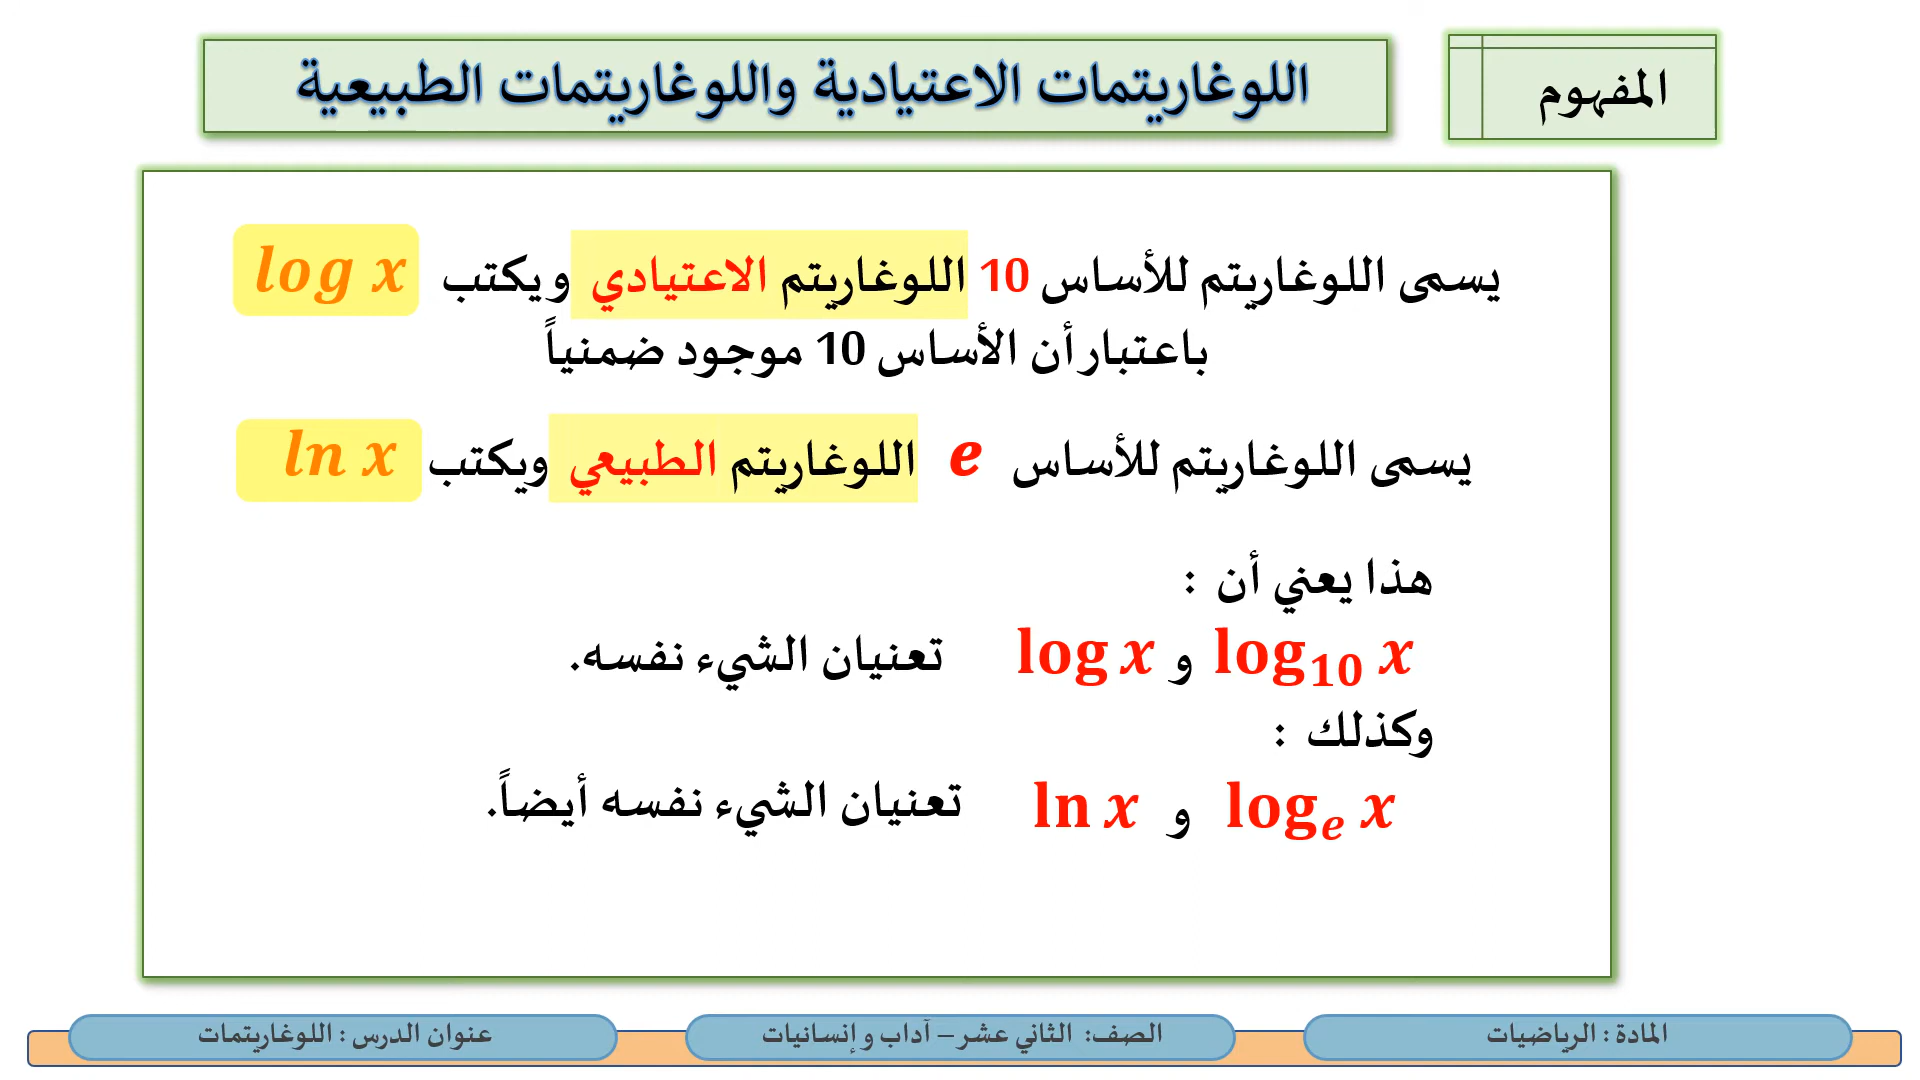 المفهوم
اللوغاريتمات الاعتيادية واللوغاريتمات الطبيعية
يسمى اللوغاريتم للأساس 10 اللوغاريتم الاعتيادي ويكتب log x
باعتبار أن الأساس 10 موجود ضمنياً
يسمى اللوغاريتم للأساس e اللوغاريتم الطبيعي ويكتب ln x
هذا يعني أن :
log₁₀ x و log x تعنيان الشيء نفسه.
وكذلك :
logₑ x و ln x تعنيان الشيء نفسه أيضاً.
المادة : الرياضيات
الصف: الثاني عشر – آداب و إنسانيات
عنوان الدرس : اللوغاريتمات